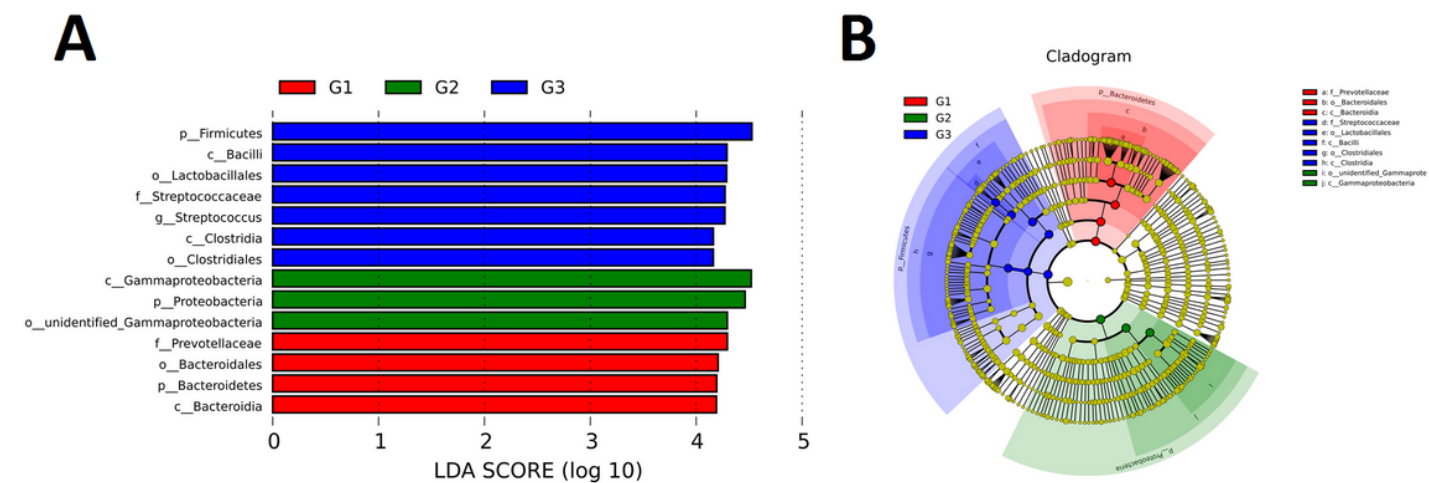 A
G1 G2 G3
p__Firmicutes
c__Bacilli
o__Lactobacillales
f__Streptococcaceae
g__Streptococcus
c__Clostridia
o__Clostridiales
c__Gammaproteobacteria
p__Proteobacteria
o__unidentified_Gammaproteobacteria
f__Prevotellaceae
o__Bacteroidales
p__Bacteroidetes
c__Bacteroidia
0 1 2 3 4 5
LDA SCORE (log 10)
B
Cladogram
G1
G2
G3
p__Bacteroidetes
c
b
a
f
e
h
g
p__Firmicutes
p__Proteobacteria
a: f__Prevotellaceae
b: o__Bacteroidales
c: c__Bacteroidia
d: f__Streptococcaceae
e: o__Lactobacillales
f: c__Bacilli
g: o__Clostridiales
h: c__Clostridia
i: o__unidentified_Gammaprote
j: c__Gammaproteobacteria